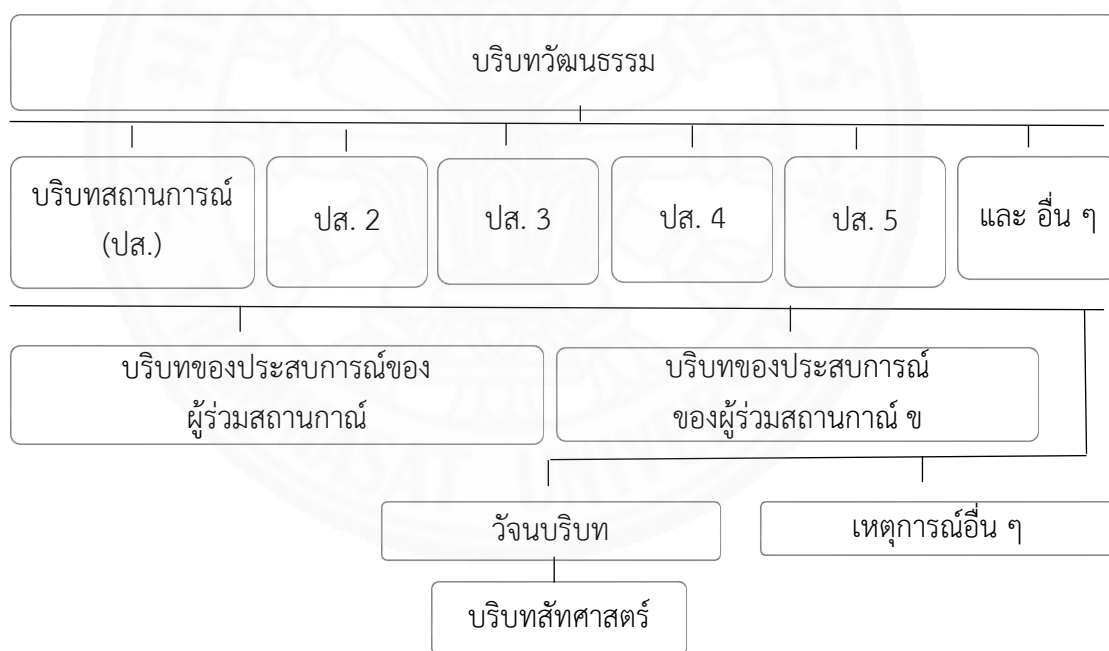 บริบทวัฒนธรรม
บริบทสถานการณ์
(ปส.)
ปส. 2
ปส. 3
ปส. 4
ปส. 5
และ อื่น ๆ
บริบทของประสบการณ์ของ
ผู้ร่วมสถานกาณ์
บริบทของประสบการณ์
ของผู้ร่วมสถานกาณ์ ข
วัจนบริบท
เหตุการณ์อื่น ๆ
บริบทสัทศาสตร์